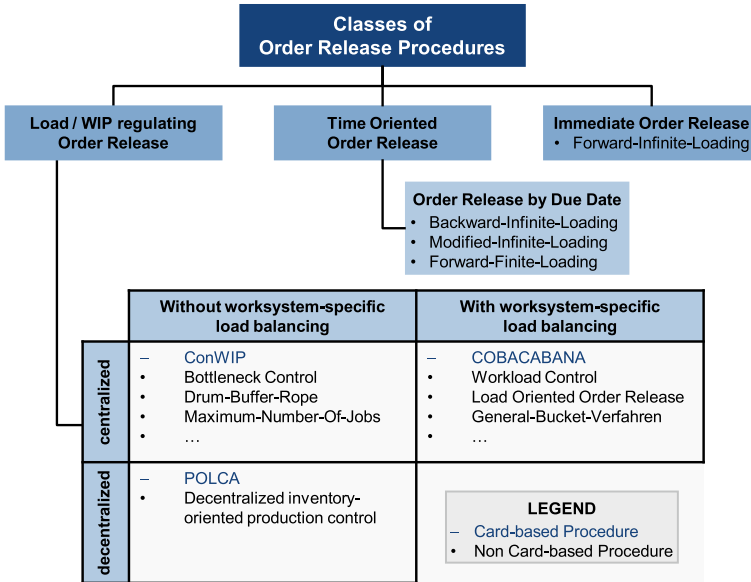 Classes of
Order Release Procedures
Load / WIP regulating
Order Release
Time Oriented
Order Release
Immediate Order Release
• Forward-Infinite-Loading
Order Release by Due Date
• Backward-Infinite-Loading
• Modified-Infinite-Loading
• Forward-Finite-Loading
Without worksystem-specific
load balancing
With worksystem-specific
load balancing
centralized
– ConWIP
• Bottleneck Control
• Drum-Buffer-Rope
• Maximum-Number-Of-Jobs
• …
– COBACABANA
• Workload Control
• Load Oriented Order Release
• General-Bucket-Verfahren
• …
decentralized
– POLCA
• Decentralized inventory-
oriented production control
LEGEND
– Card-based Procedure
• Non Card-based Procedure